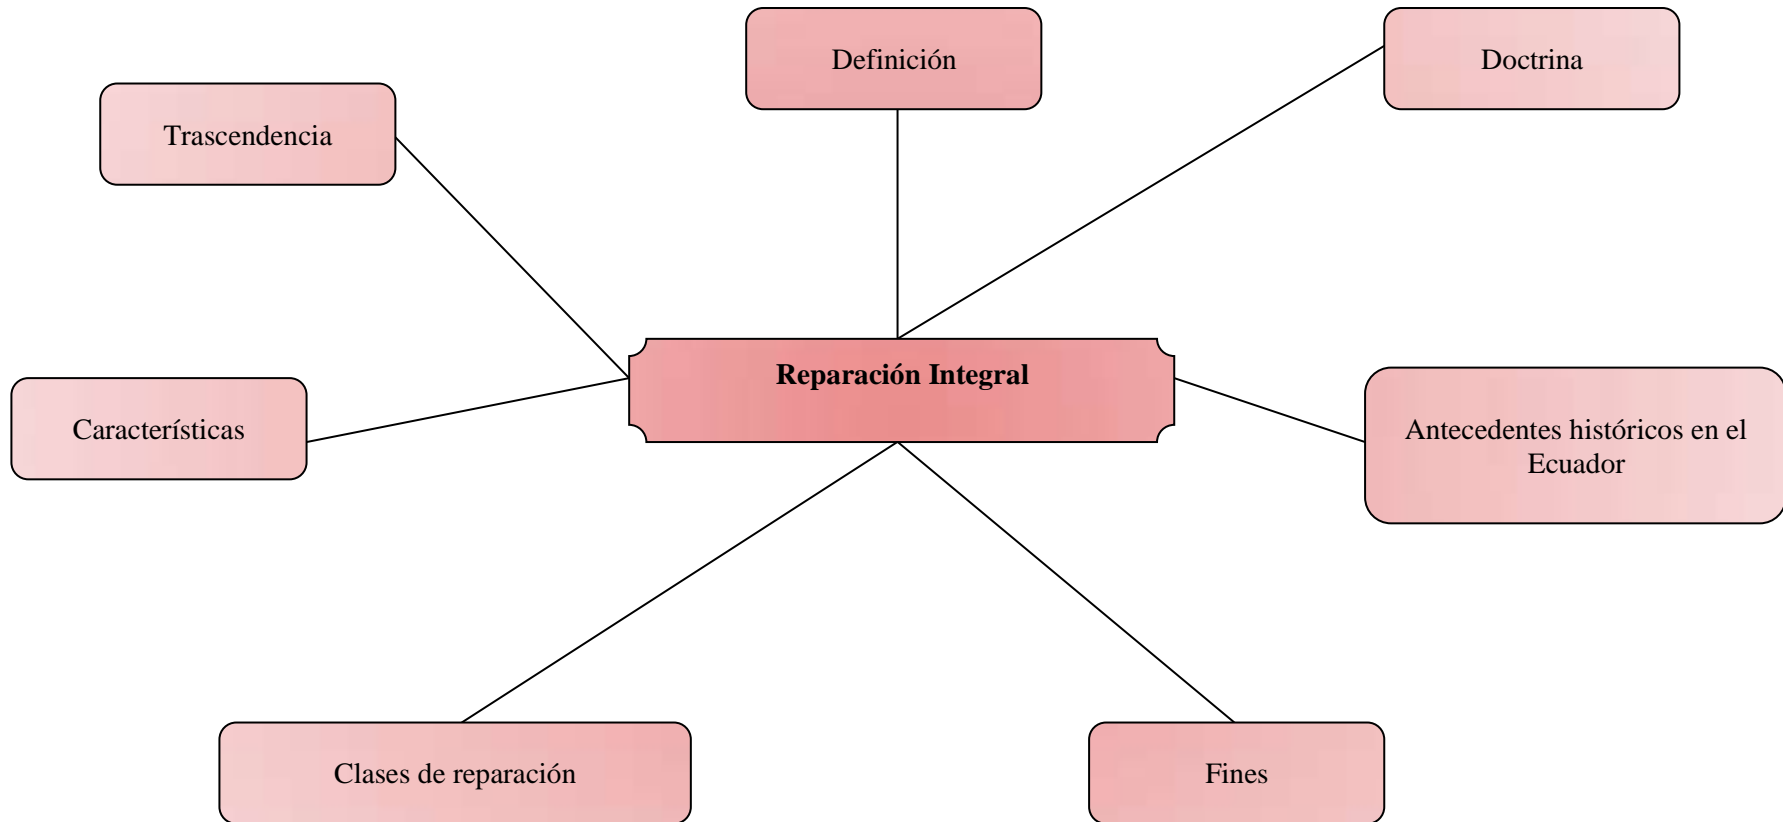 Definición
Doctrina
Trascendencia
Reparación Integral
Características
Antecedentes históricos en el
Ecuador
Clases de reparación
Fines